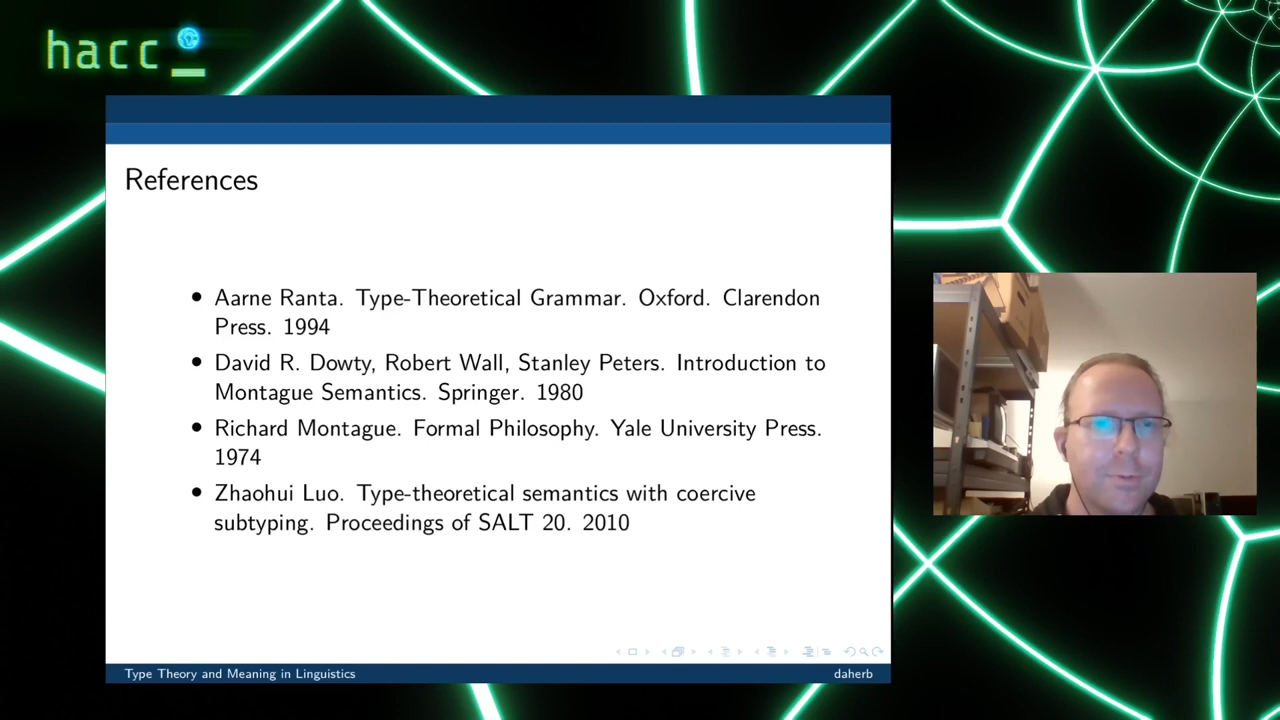 hacc_
References
Aarne Ranta. Type-Theoretical Grammar. Oxford. Clarendon
Press. 1994
David R. Dowty, Robert Wall, Stanley Peters. Introduction to
Montague Semantics. Springer. 1980
Richard Montague. Formal Philosophy. Yale University Press.
1974
Zhaohui Luo. Type-theoretical semantics with coercive
subtyping. Proceedings of SALT 20. 2010
Type Theory and Meaning in Linguistics
daherb